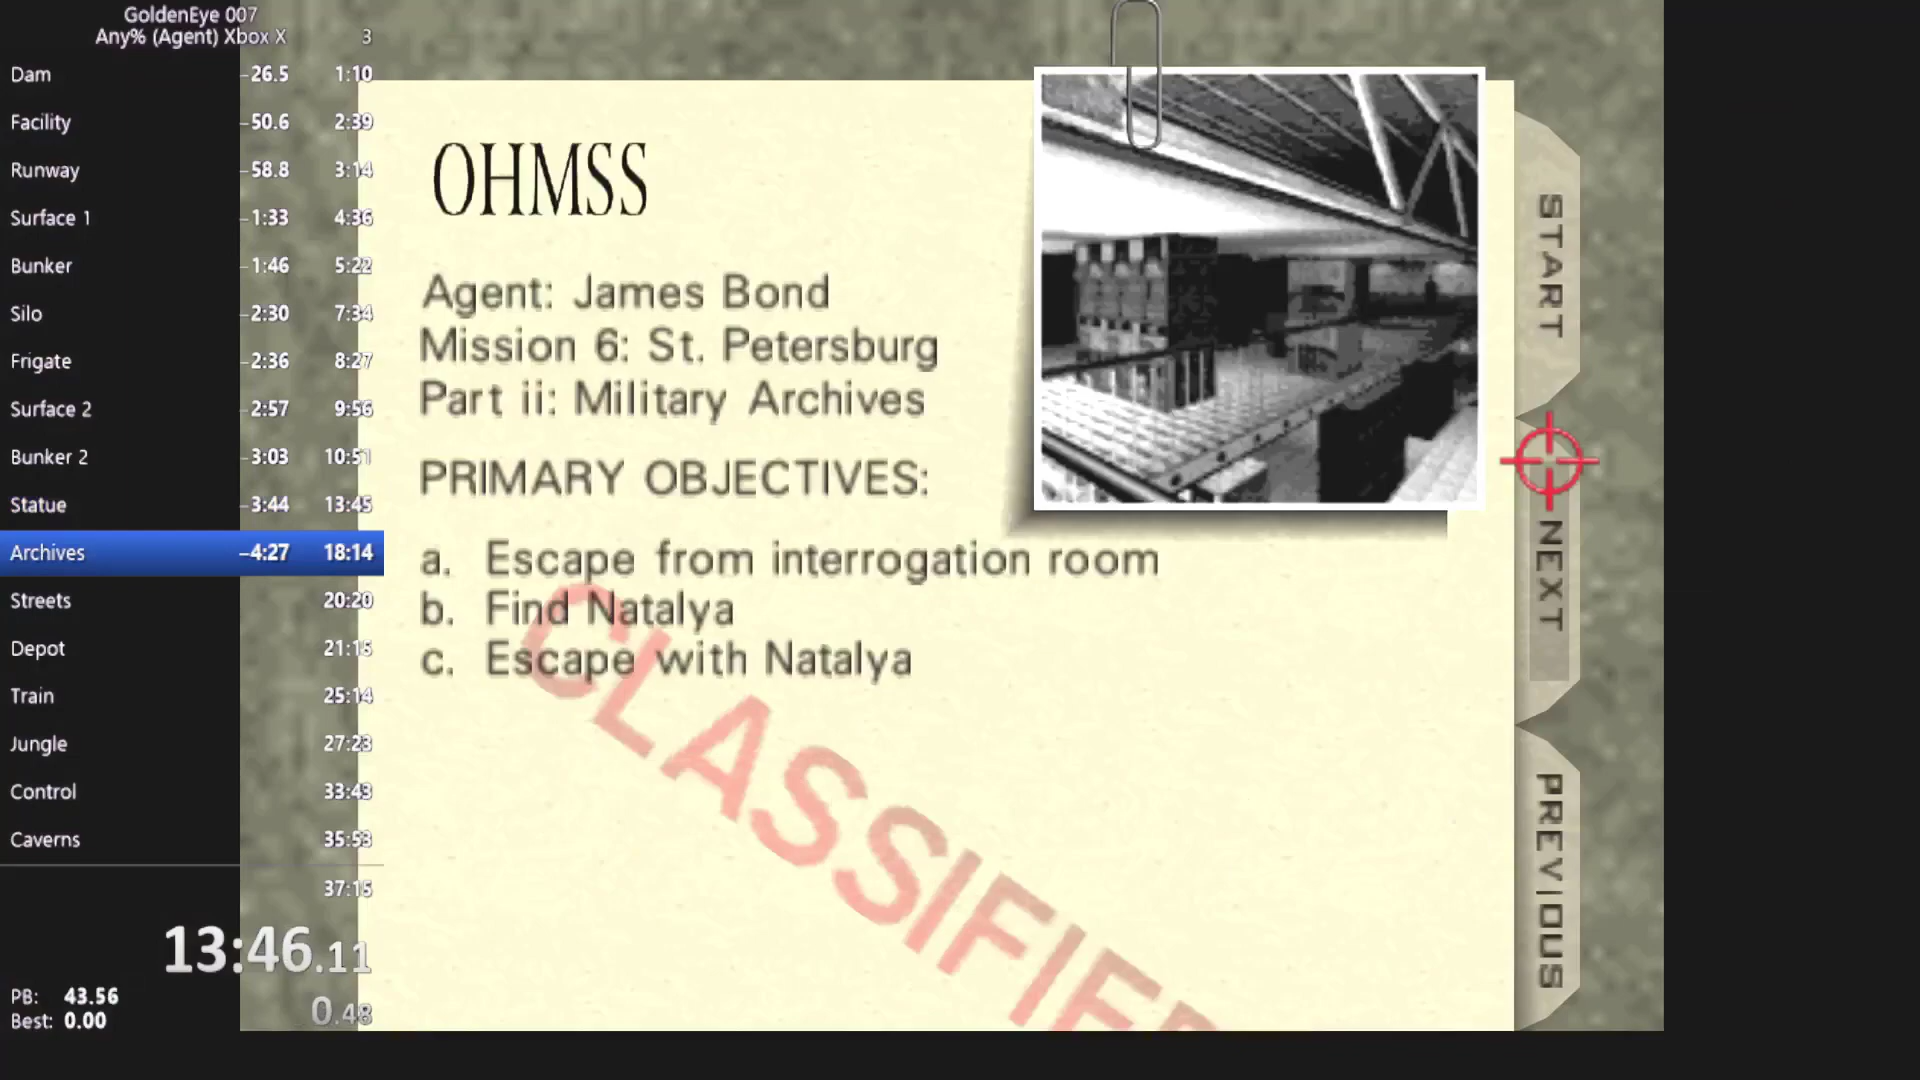 GoldenEye 007
Any% (Agent) Xbox X 3
Dam -26.5 1:10
Facility -50.6 2:39
Runway -58.8 3:14
Surface 1 -1:33 4:36
Bunker -1:46 5:22
Silo -2:30 7:34
Frigate -2:36 8:27
Surface 2 -2:57 9:56
Bunker 2 -3:03 10:51
Statue -3:44 13:45
Archives -4:27 18:14
Streets 20:20
Depot 21:15
Train 25:14
Jungle 27:23
Control 33:43
Caverns 35:53
37:15
13:46.11
PB: 43.56
Best: 0.00
0.48
OHMSS
Agent: James Bond
Mission 6: St. Petersburg
Part ii: Military Archives
PRIMARY OBJECTIVES:
a. Escape from interrogation room
b. Find Natalya
c. Escape with Natalya
CLASSIFIE
START
NEXT
PREVIOUS